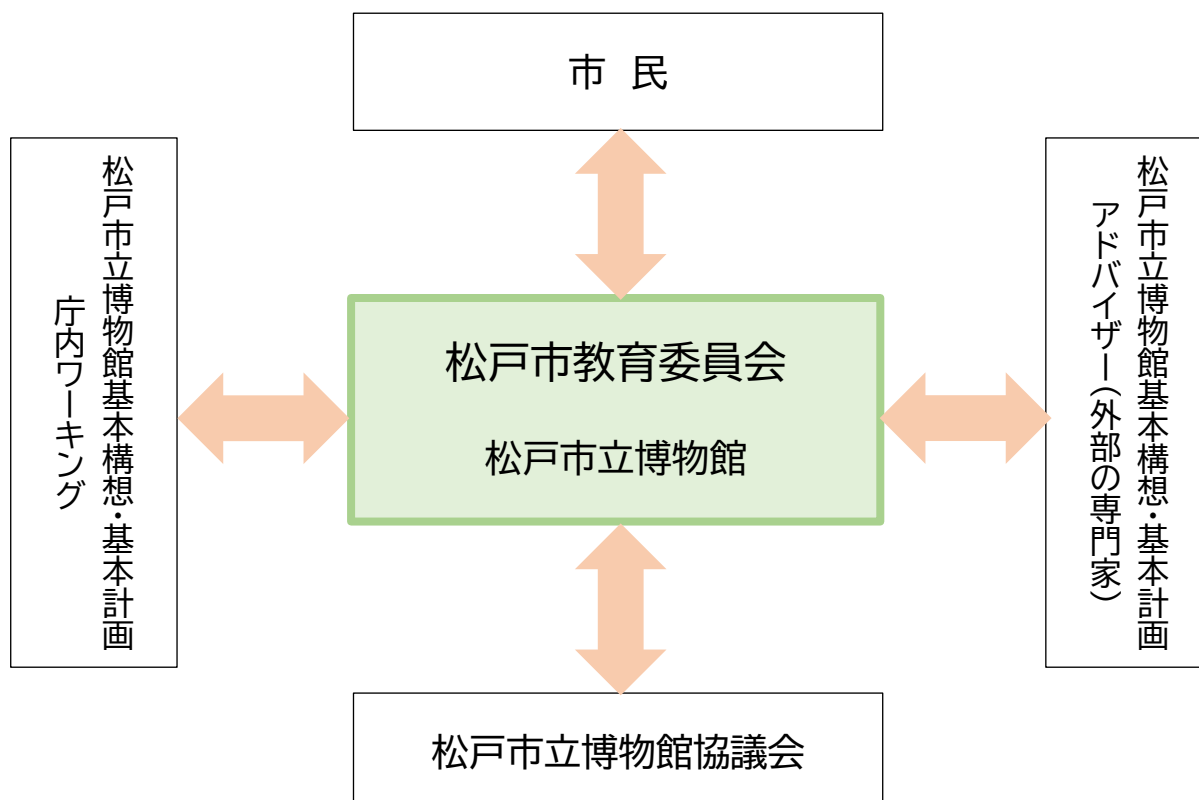 市 民
松戸市立博物館基本構想・基本計画
庁内ワーキング
松戸市教育委員会
松戸市立博物館
松戸市立博物館基本構想・基本計画
アドバイザー(外部の専門家)
松戸市立博物館協議会